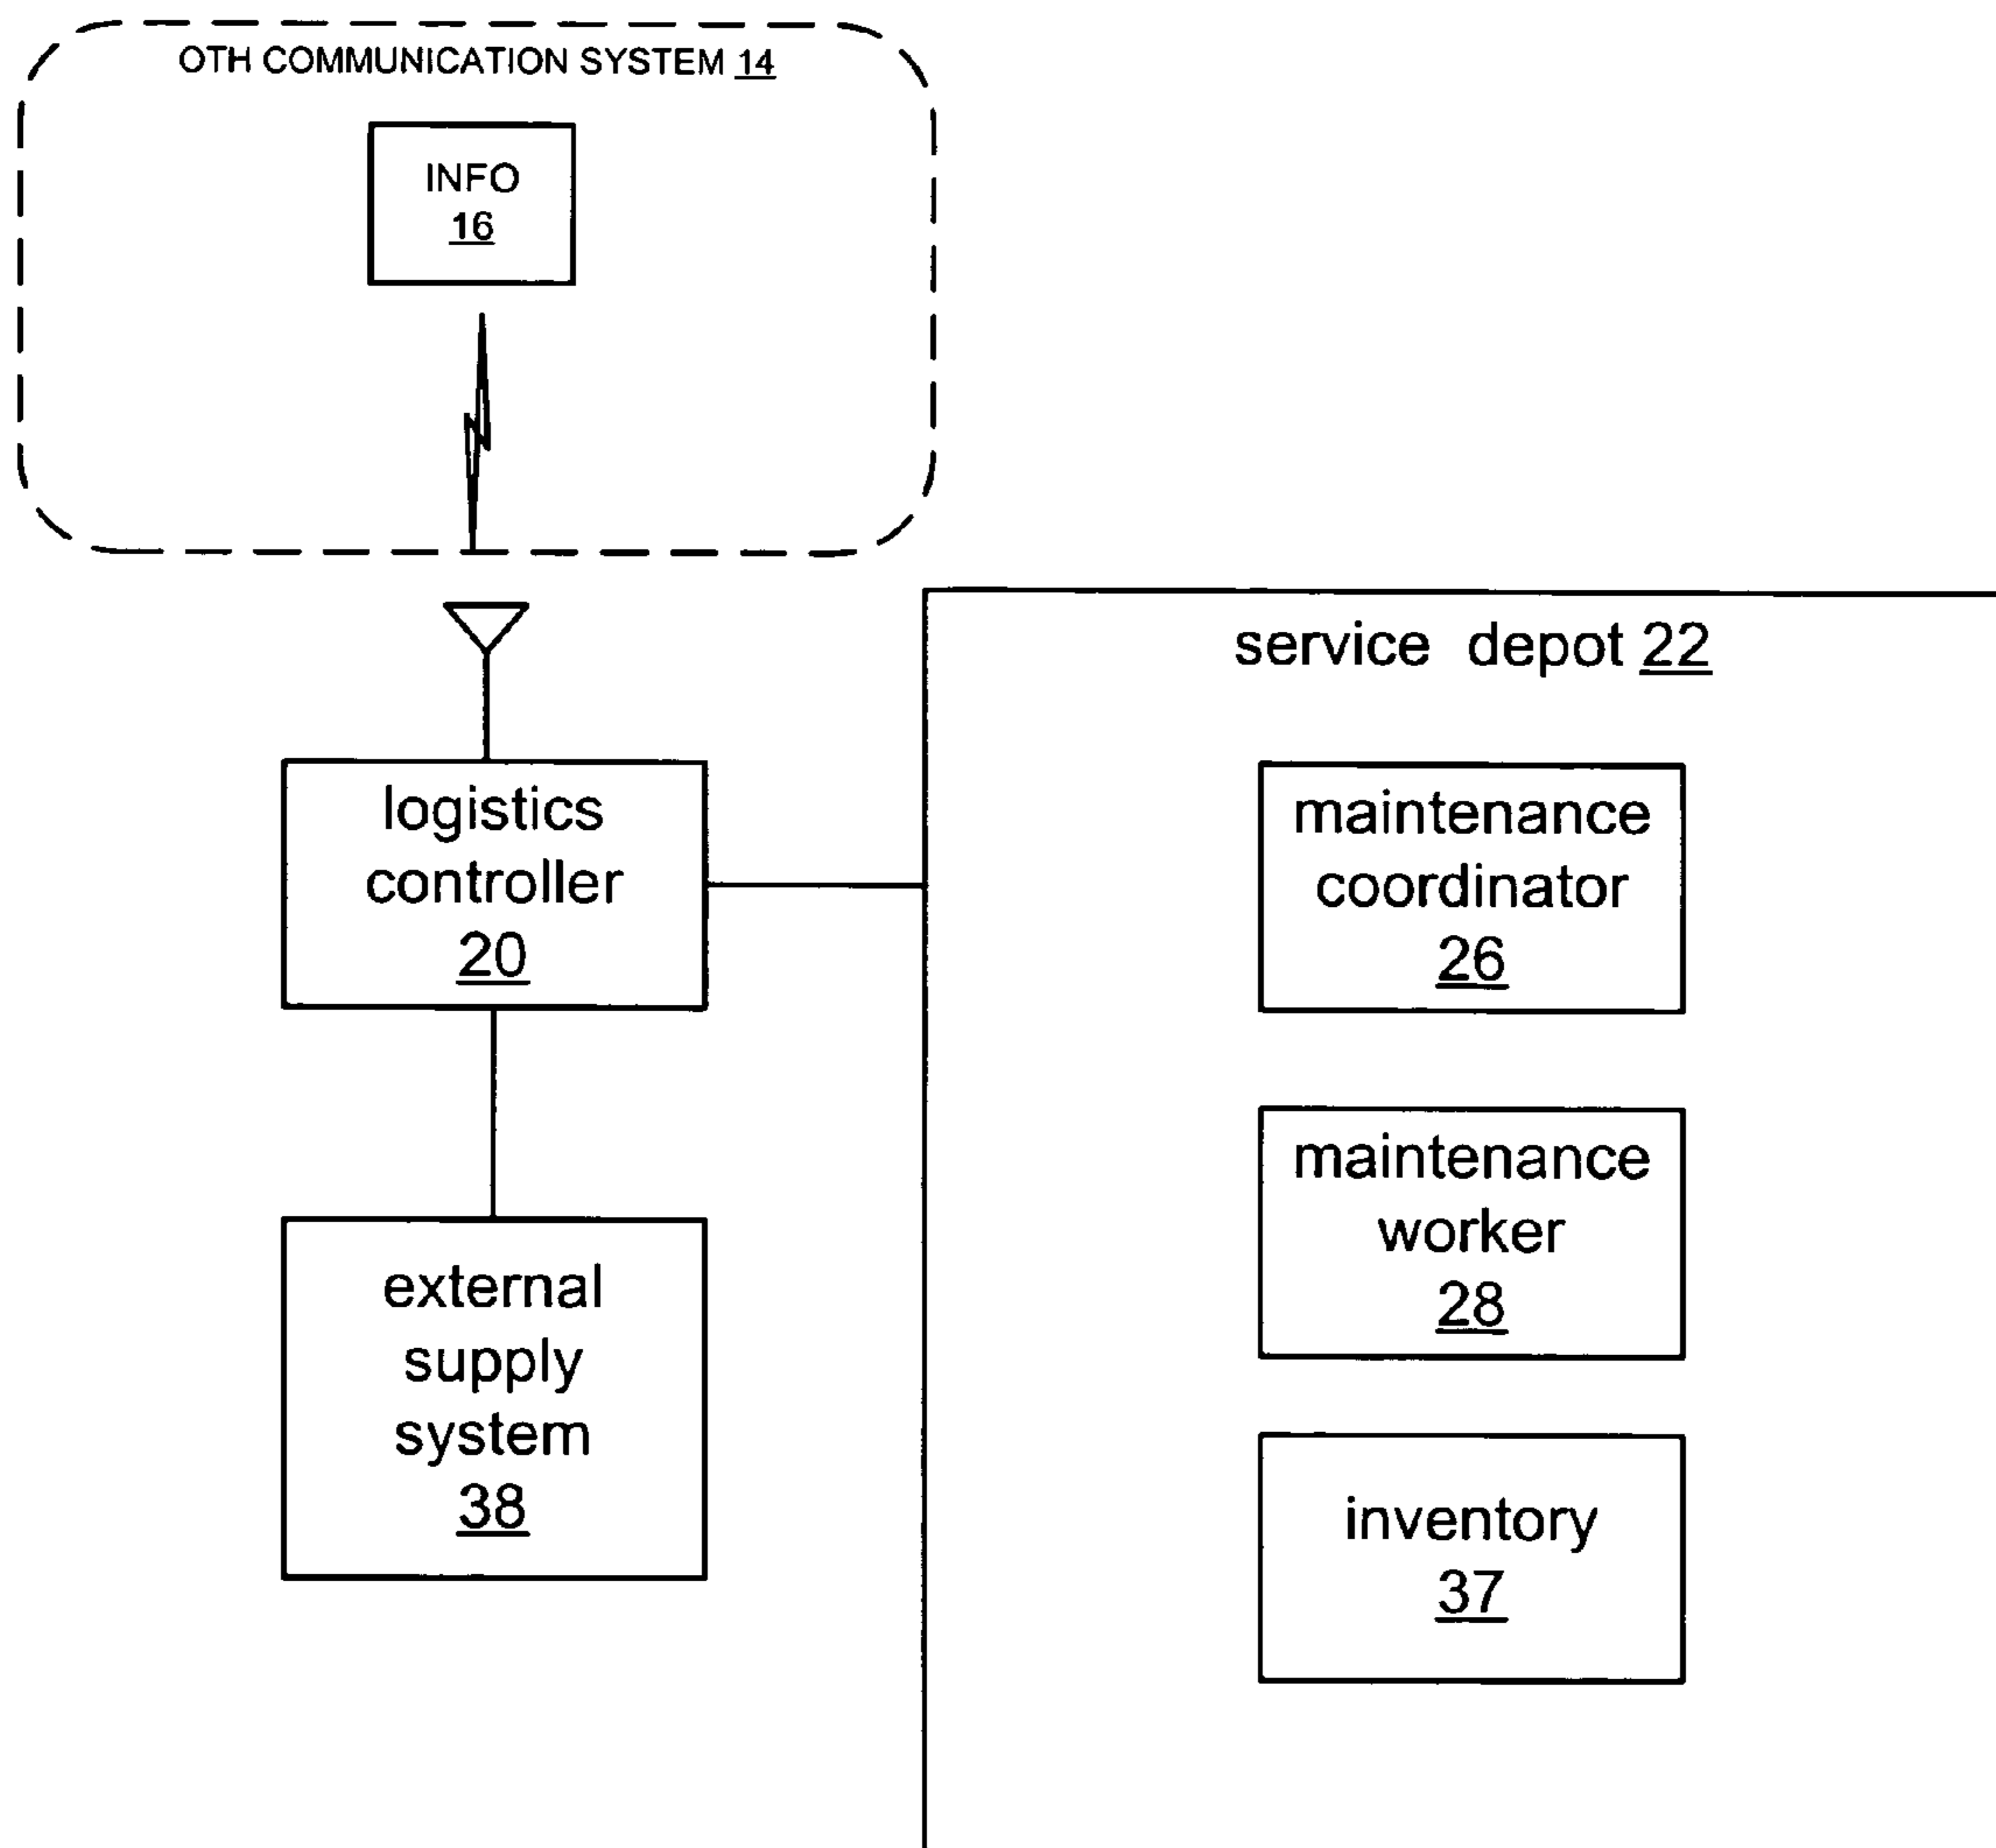 OTH COMMUNICATION SYSTEM 14
INFO
16
service depot 22
logistics
controller
20
maintenance
coordinator
26
maintenance
worker
28
external
supply
system
38
inventory
37